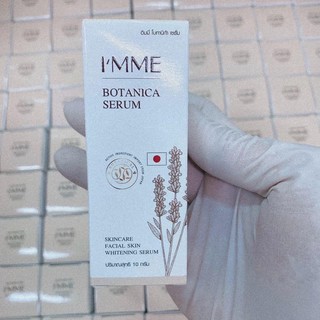 อิมมี่ โบทานิก้า เซรั่ม
I'MME
BOTANICA
SERUM
SKINCARE
FACIAL SKIN
WHITENING SERUM
ปริมาณสุทธิ 10 กรัม